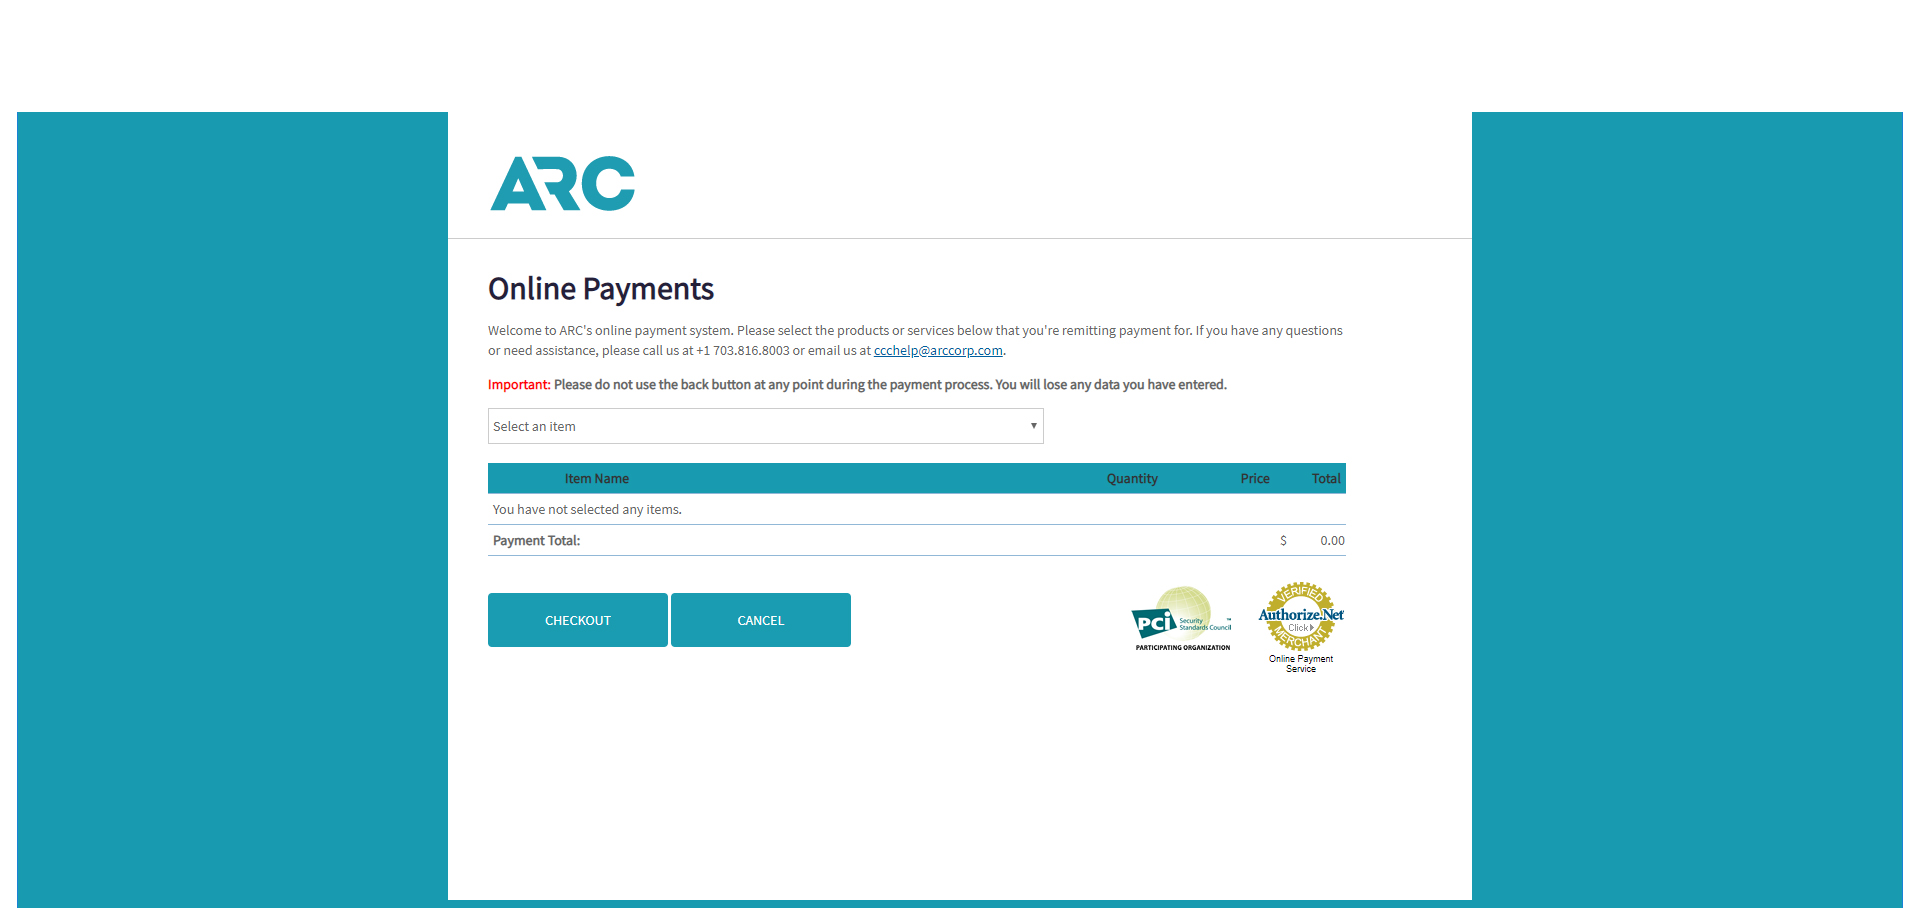 ARC
Online Payments
Welcome to ARC's online payment system. Please select the products or services below that you're remitting payment for. If you have any questions
or need assistance, please call us at +1 703.816.8003 or email us at ccchelp@arccorp.com.
Important: Please do not use the back button at any point during the payment process. You will lose any data you have entered.
Select an item
Item Name Quantity Price Total
You have not selected any items.
Payment Total: $ 0.00
CHECKOUT CANCEL
PCi Security
Standards Council
PARTICIPATING ORGANIZATION
VERIFIED
Authorize.Net
Click
MERCHANT
Online Payment
Service